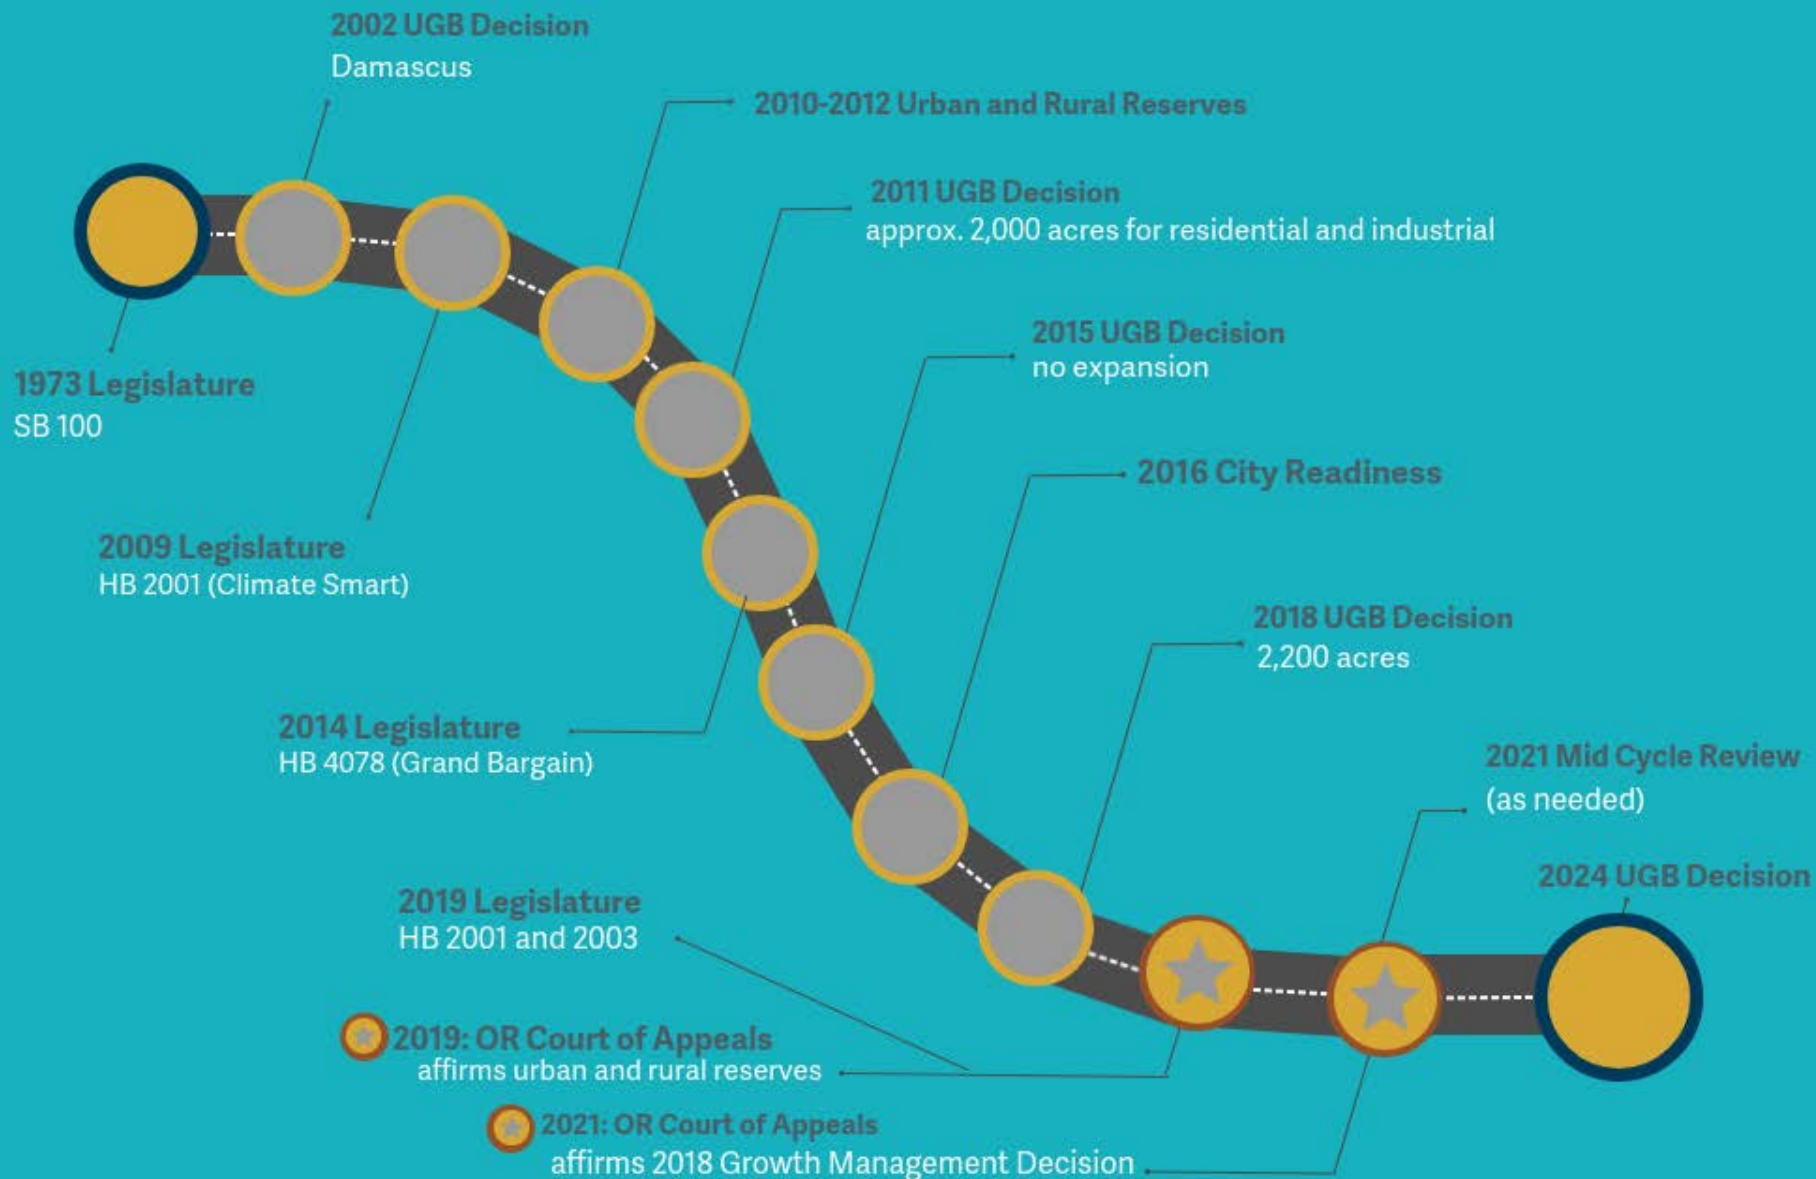 2002 UGB Decision
Damascus
2010-2012 Urban and Rural Reserves
2011 UGB Decision
approx. 2,000 acres for residential and industrial
2015 UGB Decision
no expansion
1973 Legislature
SB 100
2016 City Readiness
2009 Legislature
HB 2001 (Climate Smart)
2018 UGB Decision
2,200 acres
2014 Legislature
HB 4078 (Grand Bargain)
2021 Mid Cycle Review
(as needed)
2024 UGB Decision
2019 Legislature
HB 2001 and 2003
2019: OR Court of Appeals
affirms urban and rural reserves
2021: OR Court of Appeals
affirms 2018 Growth Management Decision